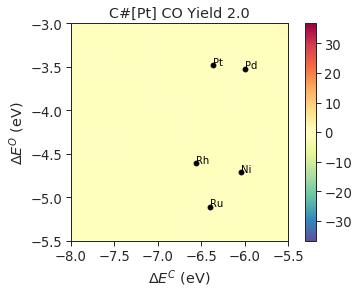 C#[Pt] CO Yield 2.0
−3.0
−3.5
−4.0
−4.5
−5.0
−5.5
ΔE^O (eV)
Pt
Pd
Rh
Ni
Ru
−8.0 −7.5 −7.0 −6.5 −6.0 −5.5
ΔE^C (eV)
30
20
10
0
−10
−20
−30